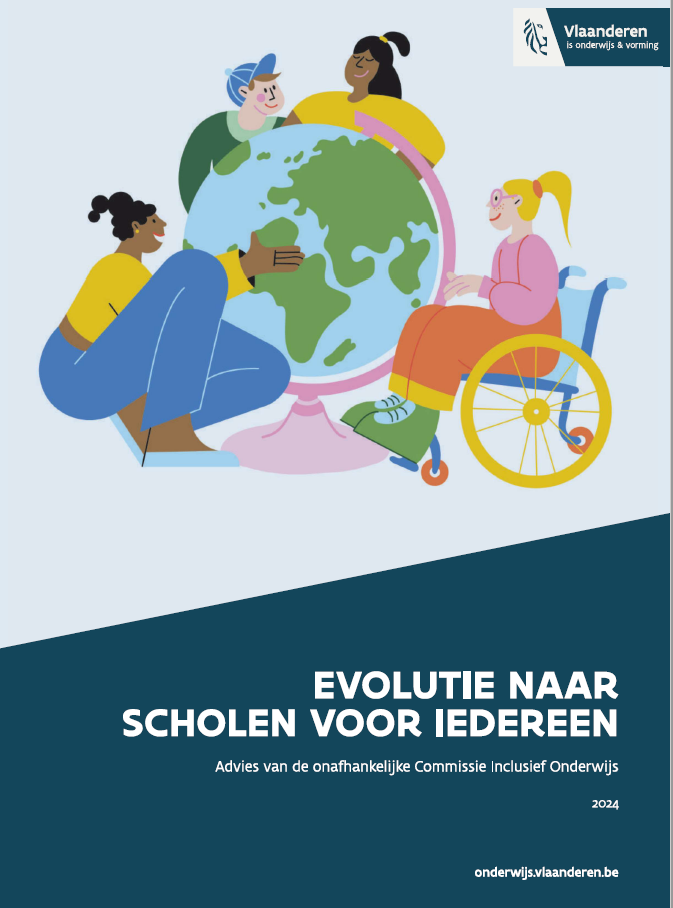 Vlaanderen
is onderwijs & vorming
EVOLUTIE NAAR
SCHOLEN VOOR IEDEREEN
Advies van de onafhankelijke Commissie Inclusief Onderwijs
2024
onderwijs.vlaanderen.be